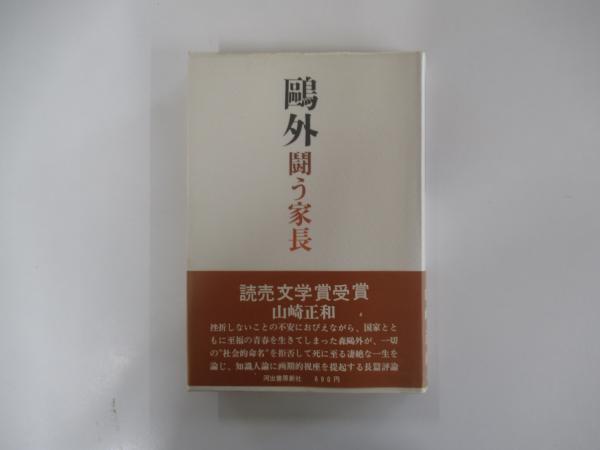 鷗外
闘う家長
読売文学賞受賞
山崎正和
挫折しないことの不安におびえながら、国家とと
もに至福の青春を生きてしまった森鷗外が、一切
の"社会的命名"を拒否して死に至る凄絶な一生を
論じ、知識人論に画期的視座を提起する長篇評論
河出書房新社 690円